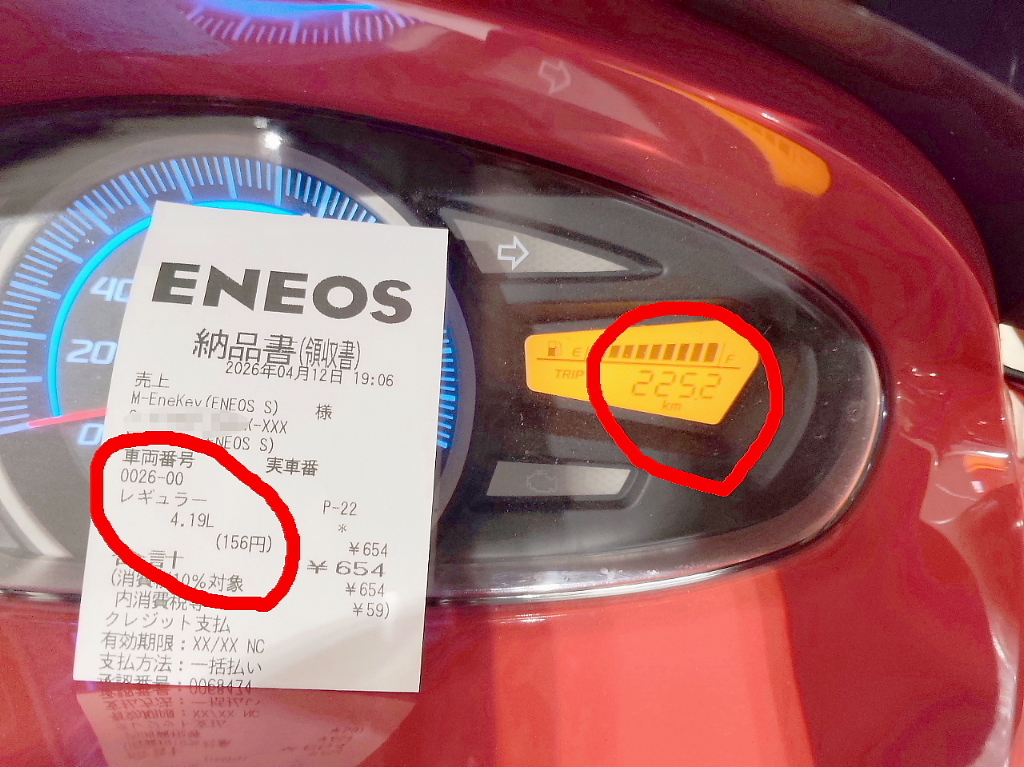 ENEOS
納品書(領収書)
2026年04月12日 19:06
売上
M-EneKey(ENEOS S) 様
-XXX
ENEOS S)
車両番号 実車番
0026-00
レギュラー P-22
4.19L *
(156円) ¥654
計 ¥654
(消費 10%対象 ¥654
内消費税等 ¥59)
クレジット支払
有効期限:XX/XX NC
支払方法:一括払い
承認番号:0068474
40
20
0
E F
TRIP 225.2
km